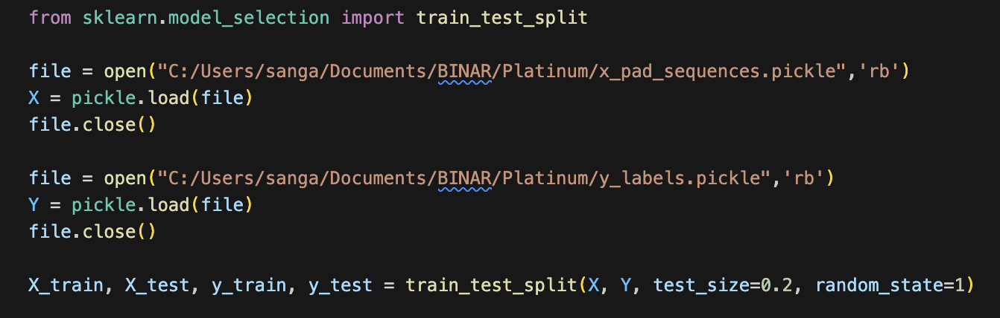 from sklearn.model_selection import train_test_split
file = open("C:/Users/sanga/Documents/BINAR/Platinum/x_pad_sequences.pickle",'rb')
X = pickle.load(file)
file.close()
file = open("C:/Users/sanga/Documents/BINAR/Platinum/y_labels.pickle",'rb')
Y = pickle.load(file)
file.close()
X_train, X_test, y_train, y_test = train_test_split(X, Y, test_size=0.2, random_state=1)